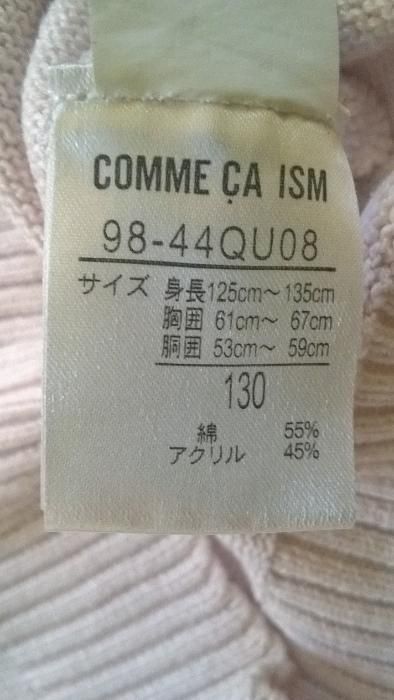 COMME ÇA ISM
98-44QU08
サイズ 身長125cm〜135cm
胸囲 61cm〜 67cm
胴囲 53cm〜 59cm
130
綿 55%
アクリル 45%